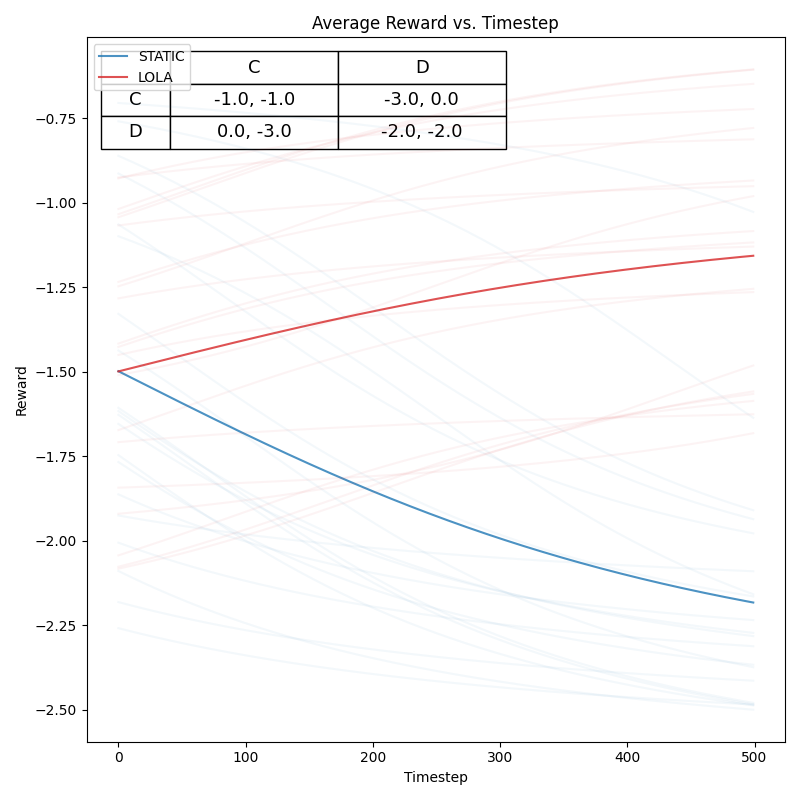 Average Reward vs. Timestep
STATIC
LOLA
C D
C -1.0, -1.0 -3.0, 0.0
D 0.0, -3.0 -2.0, -2.0
Reward
−0.75
−1.00
−1.25
−1.50
−1.75
−2.00
−2.25
−2.50
0 100 200 300 400 500
Timestep